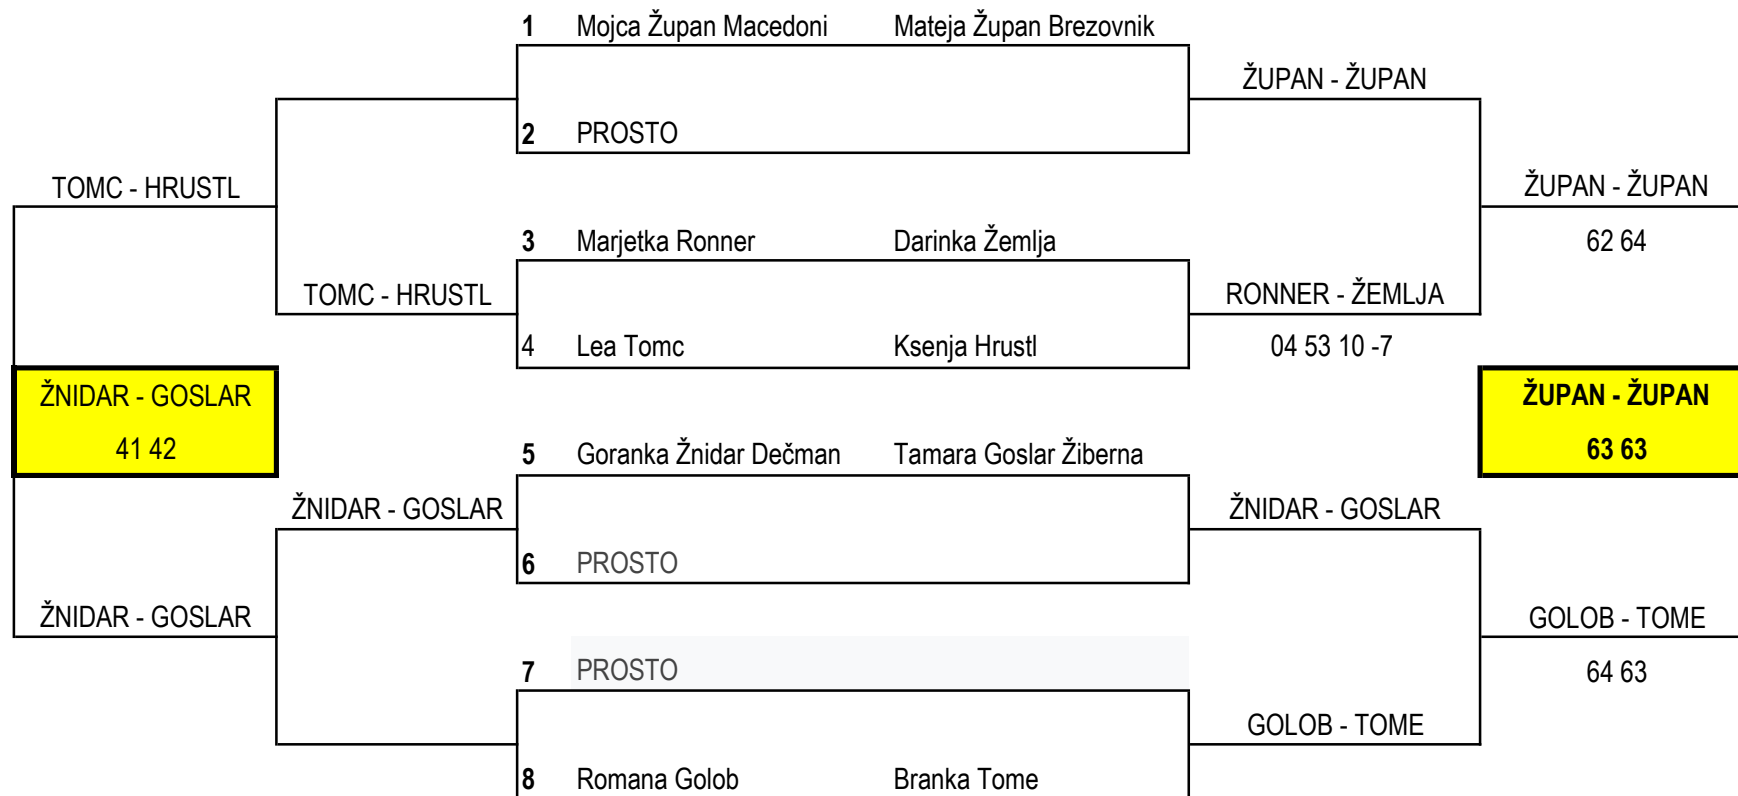 1 Mojca Župan Macedoni Mateja Župan Brezovnik
ŽUPAN - ŽUPAN
2 PROSTO
TOMC - HRUSTL ŽUPAN - ŽUPAN
3 Marjetka Ronner Darinka Žemlja 62 64
TOMC - HRUSTL RONNER - ŽEMLJA
4 Lea Tomc Ksenja Hrustl 04 53 10 -7
ŽNIDAR - GOSLAR ŽUPAN - ŽUPAN
41 42 5 Goranka Žnidar Dečman Tamara Goslar Žiberna 63 63
ŽNIDAR - GOSLAR ŽNIDAR - GOSLAR
6 PROSTO
ŽNIDAR - GOSLAR GOLOB - TOME
7 PROSTO 64 63
GOLOB - TOME
8 Romana Golob Branka Tome